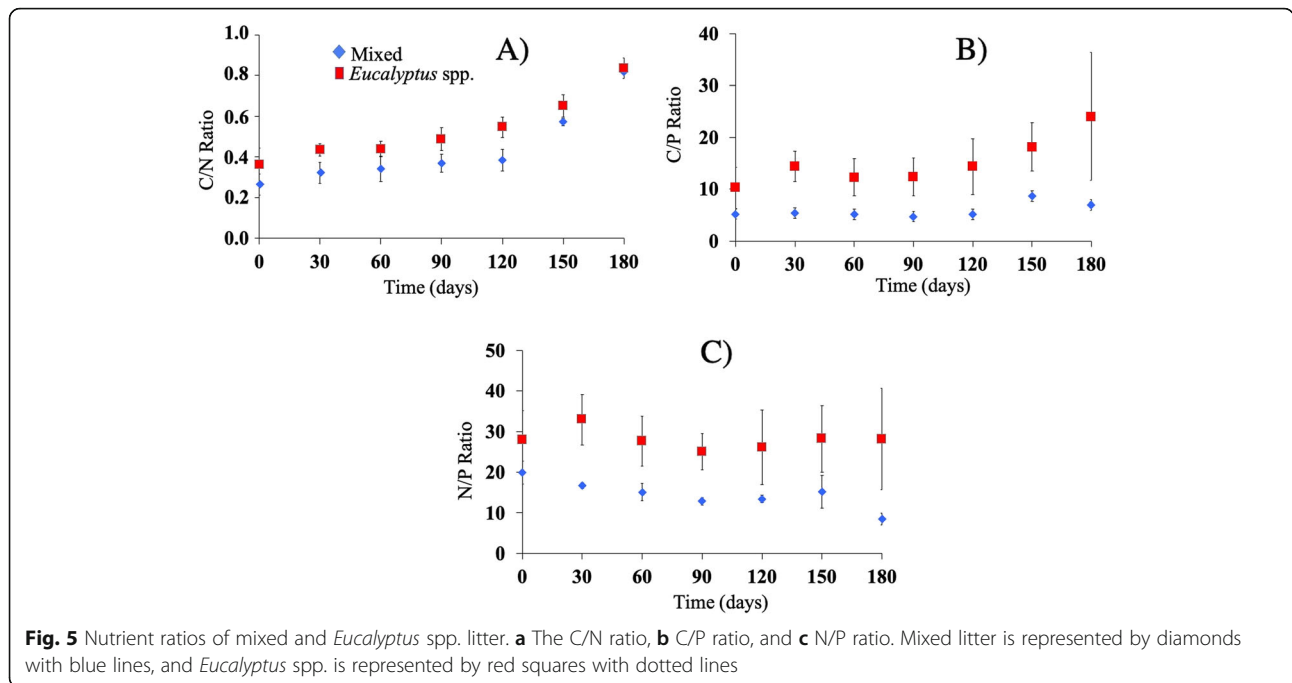 A)
Mixed
Eucalyptus spp.
C/N Ratio
1.0
0.8
0.6
0.4
0.2
0.0
0 30 60 90 120 150 180
Time (days)
B)
C/P Ratio
40
30
20
10
0
0 30 60 90 120 150 180
Time (days)
C)
N/P Ratio
50
40
30
20
10
0
0 30 60 90 120 150 180
Time (days)
Fig. 5 Nutrient ratios of mixed and Eucalyptus spp. litter. a The C/N ratio, b C/P ratio, and c N/P ratio. Mixed litter is represented by diamonds
with blue lines, and Eucalyptus spp. is represented by red squares with dotted lines